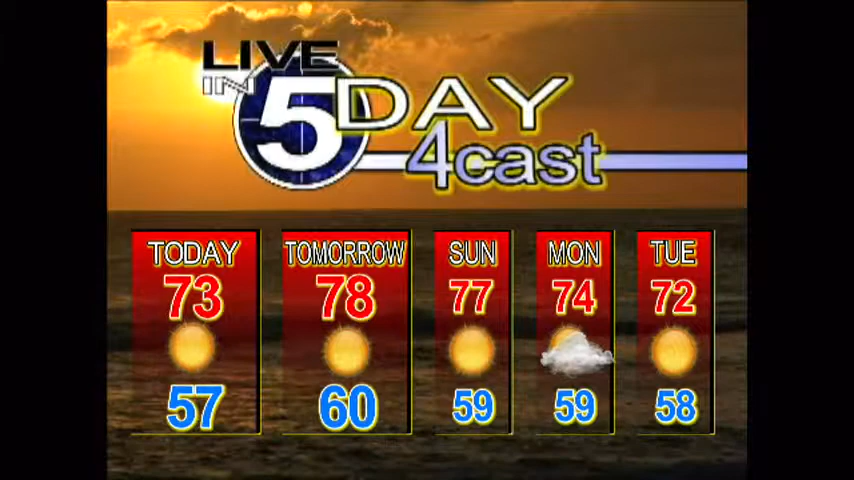 LIVE
IN
5 DAY
4cast
TODAY TOMORROW SUN MON TUE
73 78 77 74 72
57 60 59 59 58